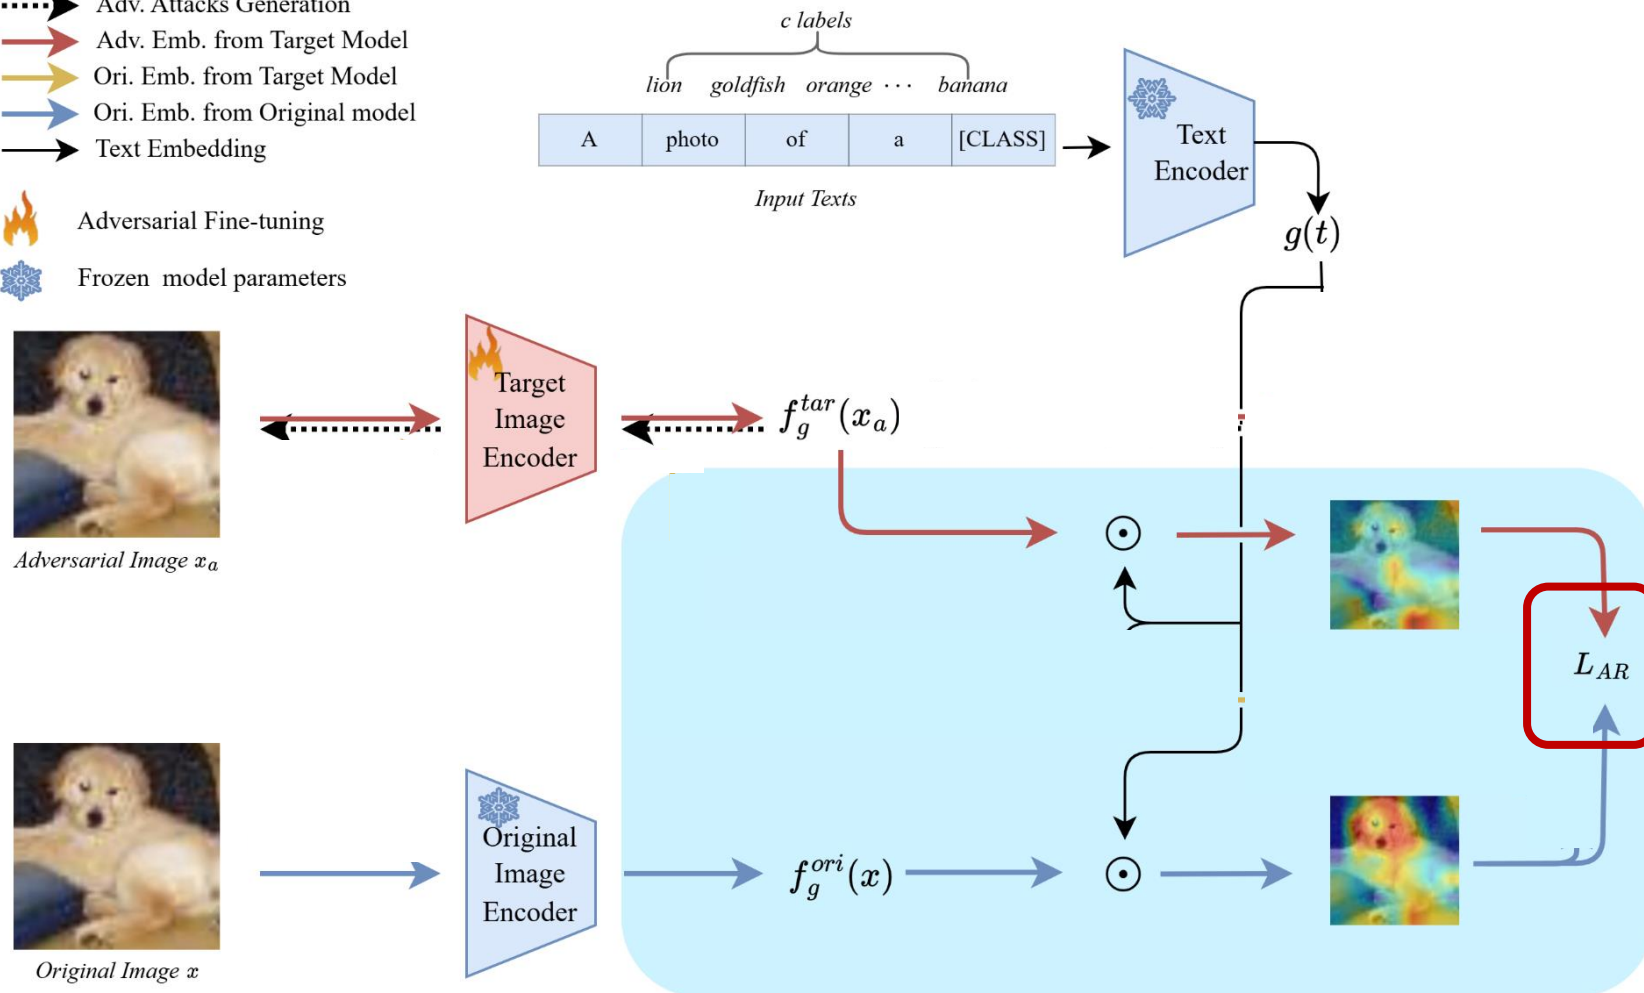 Adv. Attacks Generation
Adv. Emb. from Target Model
Ori. Emb. from Target Model
Ori. Emb. from Original model
Text Embedding
Adversarial Fine-tuning
Frozen model parameters
c labels
lion goldfish orange ··· banana
A photo of a [CLASS]
Input Texts
Text
Encoder
g(t)
Target
Image
Encoder
f_g^{tar}(x_a)
Adversarial Image x_a
L_{AR}
Original
Image
Encoder
f_g^{ori}(x)
Original Image x